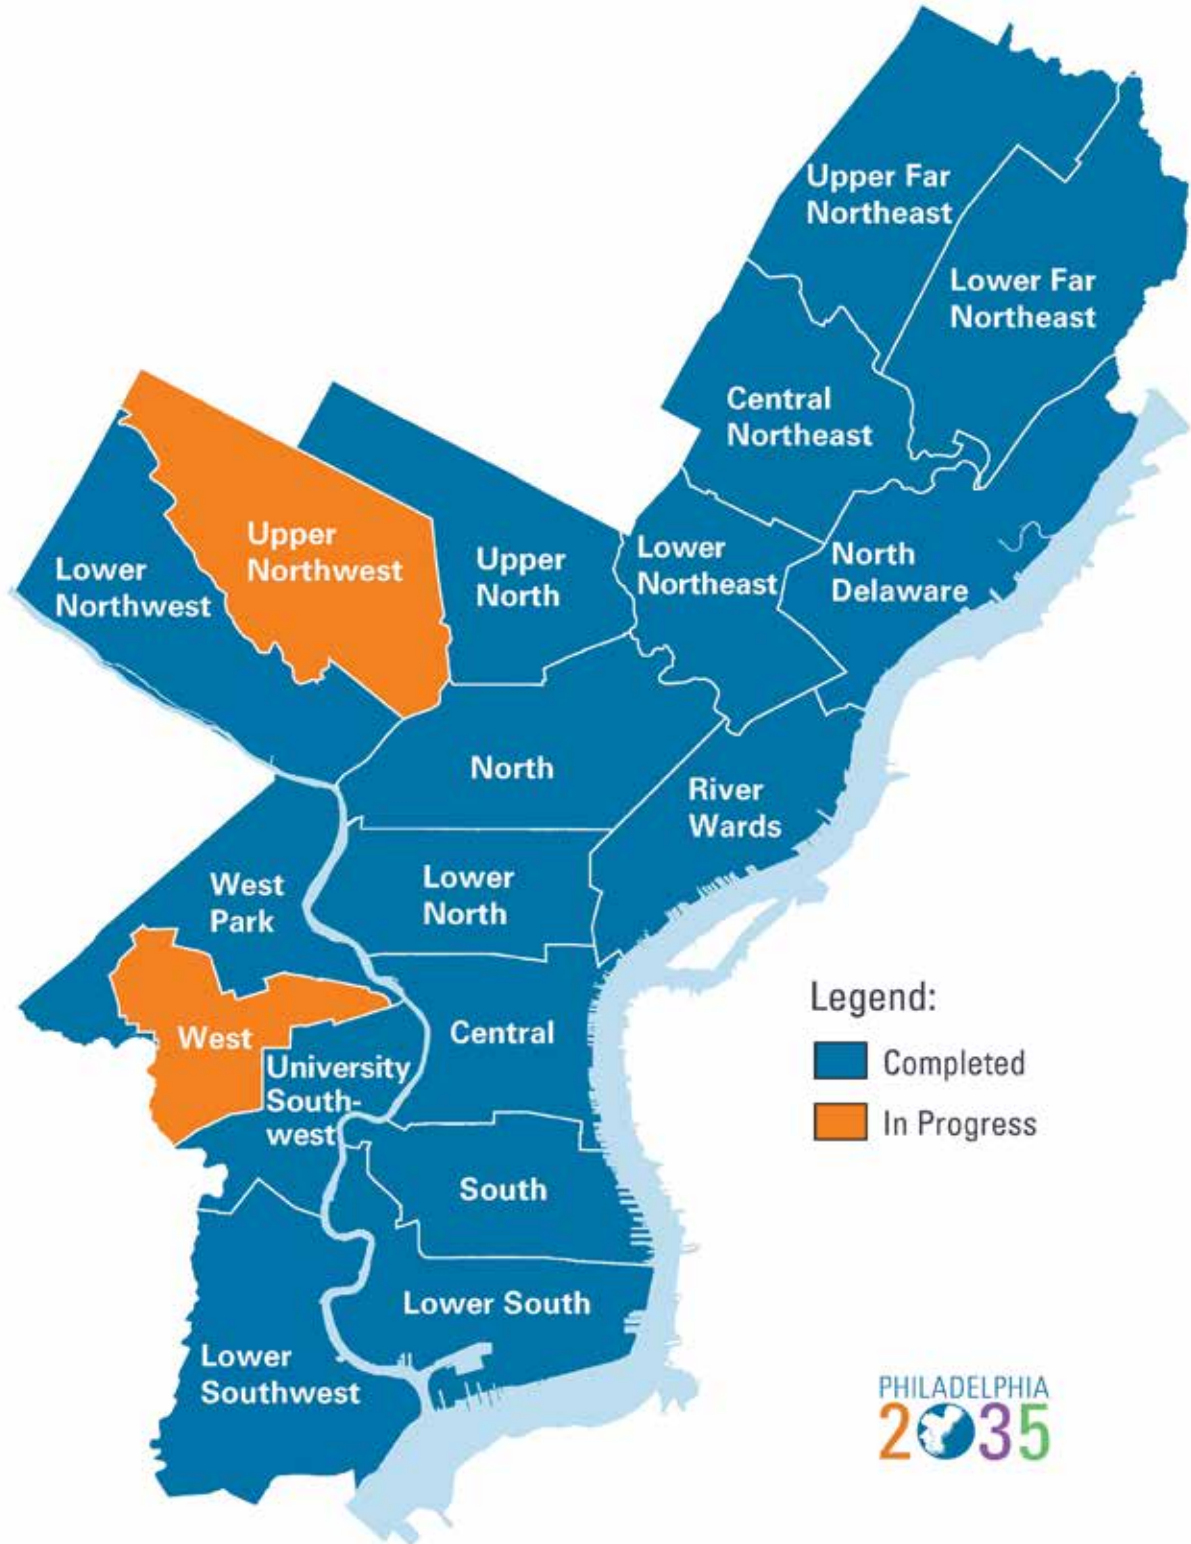 Upper Far
Northeast
Lower Far
Northeast
Central
Northeast
Upper
Northwest
Lower
Northwest
Upper
North
Lower
Northeast
North
Delaware
North
River
Wards
West
Park
Lower
North
West
Central
University
South-
west
South
Lower South
Lower
Southwest
Legend:
Completed
In Progress
PHILADELPHIA
2035